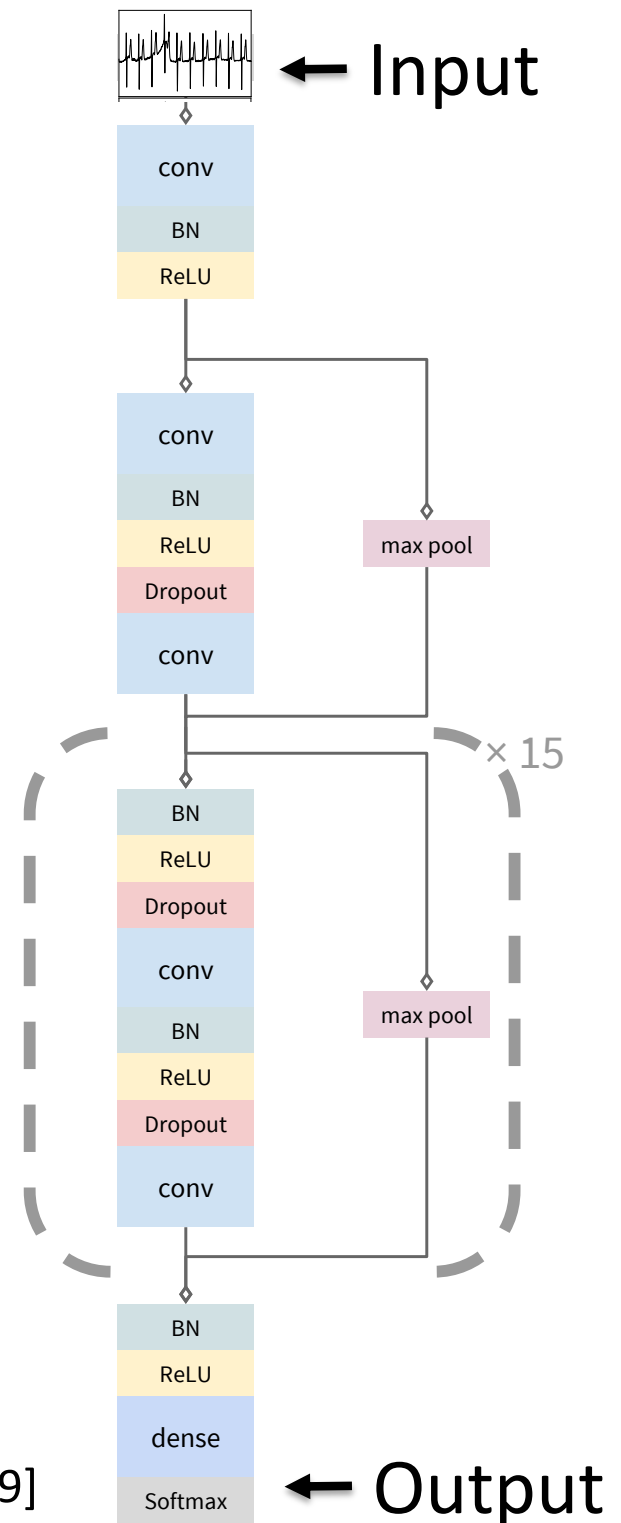 Input
conv
BN
ReLU
conv
BN
ReLU
max pool
Dropout
conv
× 15
BN
ReLU
Dropout
conv
BN
max pool
ReLU
Dropout
conv
BN
ReLU
dense
9]
Softmax
Output